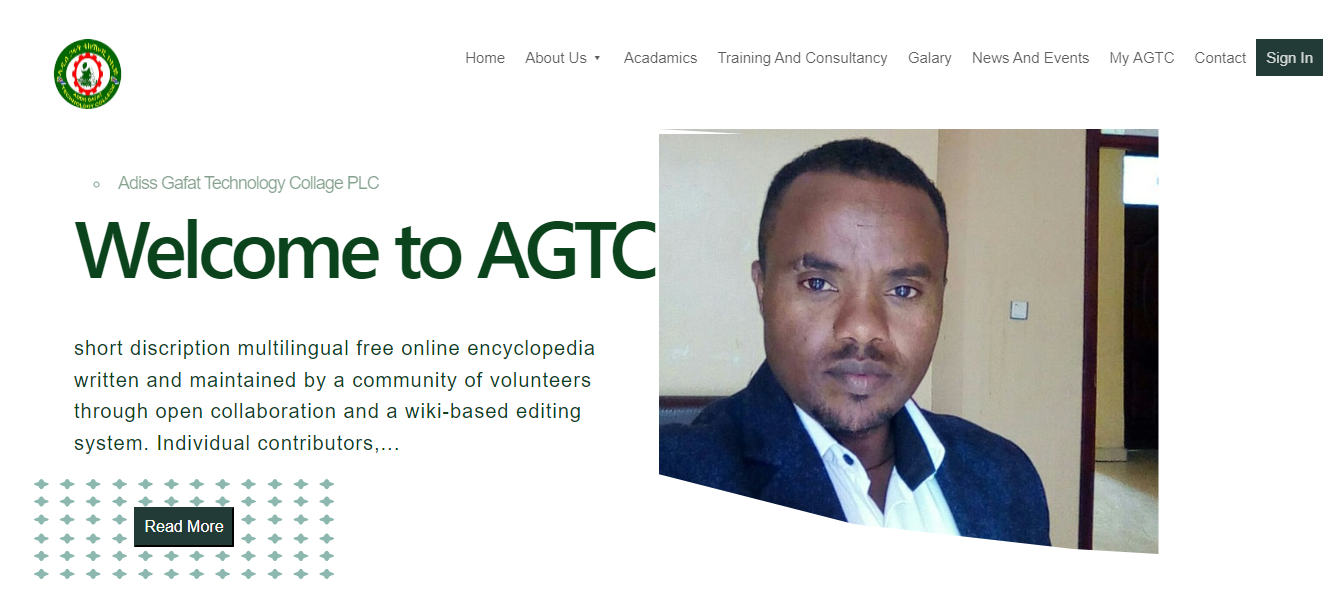 Home About Us Acadamics Training And Consultancy Galary News And Events My AGTC Contact Sign In
Adiss Gafat Technology Collage PLC
Welcome to AGTC
short discription multilingual free online encyclopedia
written and maintained by a community of volunteers
through open collaboration and a wiki-based editing
system. Individual contributors,...
Read More